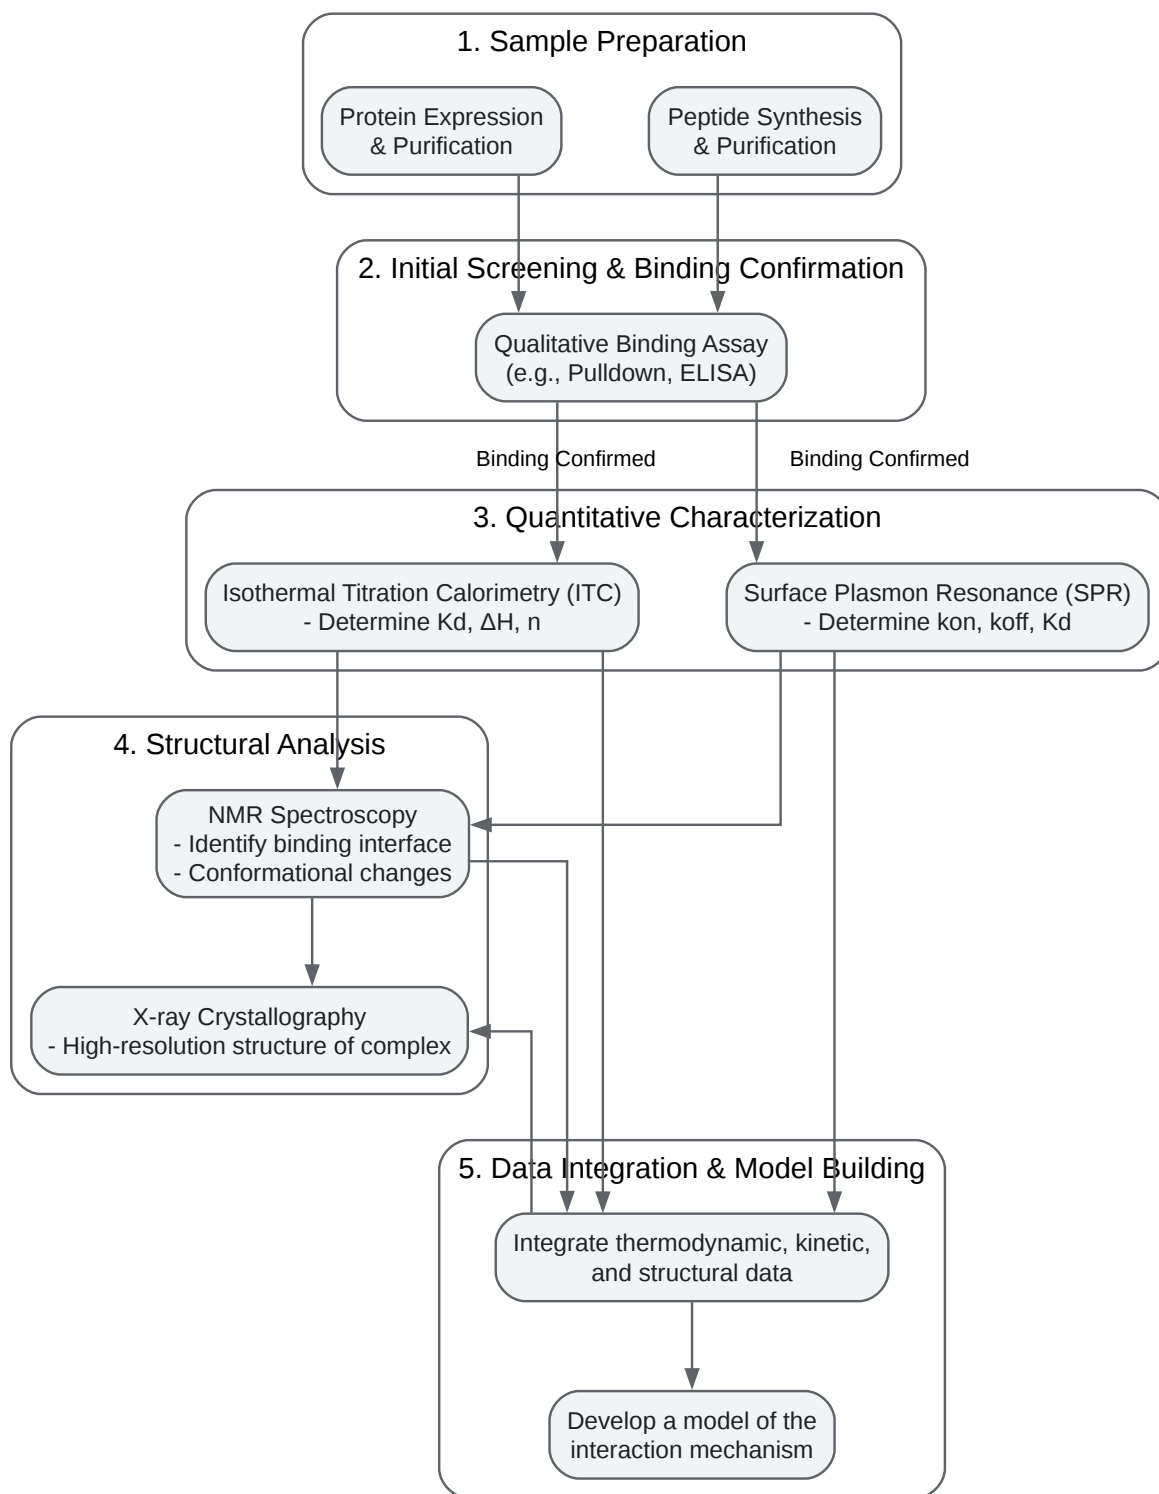 1. Sample Preparation
Protein Expression
& Purification
Peptide Synthesis
& Purification
2. Initial Screening & Binding Confirmation
Qualitative Binding Assay
(e.g., Pulldown, ELISA)
Binding Confirmed
Binding Confirmed
3. Quantitative Characterization
Isothermal Titration Calorimetry (ITC)
- Determine Kd, ΔH, n
Surface Plasmon Resonance (SPR)
- Determine kon, koff, Kd
4. Structural Analysis
NMR Spectroscopy
- Identify binding interface
- Conformational changes
X-ray Crystallography
- High-resolution structure of complex
5. Data Integration & Model Building
Integrate thermodynamic, kinetic,
and structural data
Develop a model of the
interaction mechanism